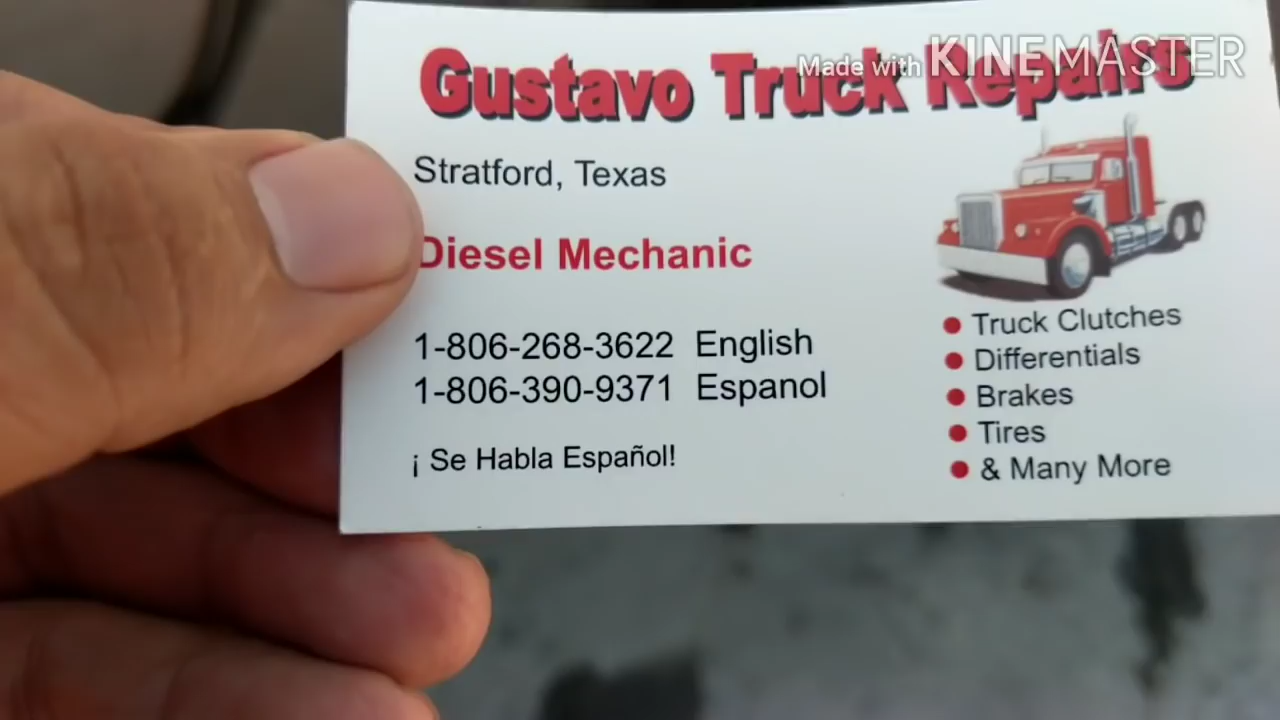 Gustavo Truck Repairs
Made with KINEMASTER
Stratford, Texas
Diesel Mechanic
1-806-268-3622 English
1-806-390-9371 Espanol
¡ Se Habla Español!
Truck Clutches
Differentials
Brakes
Tires
& Many More